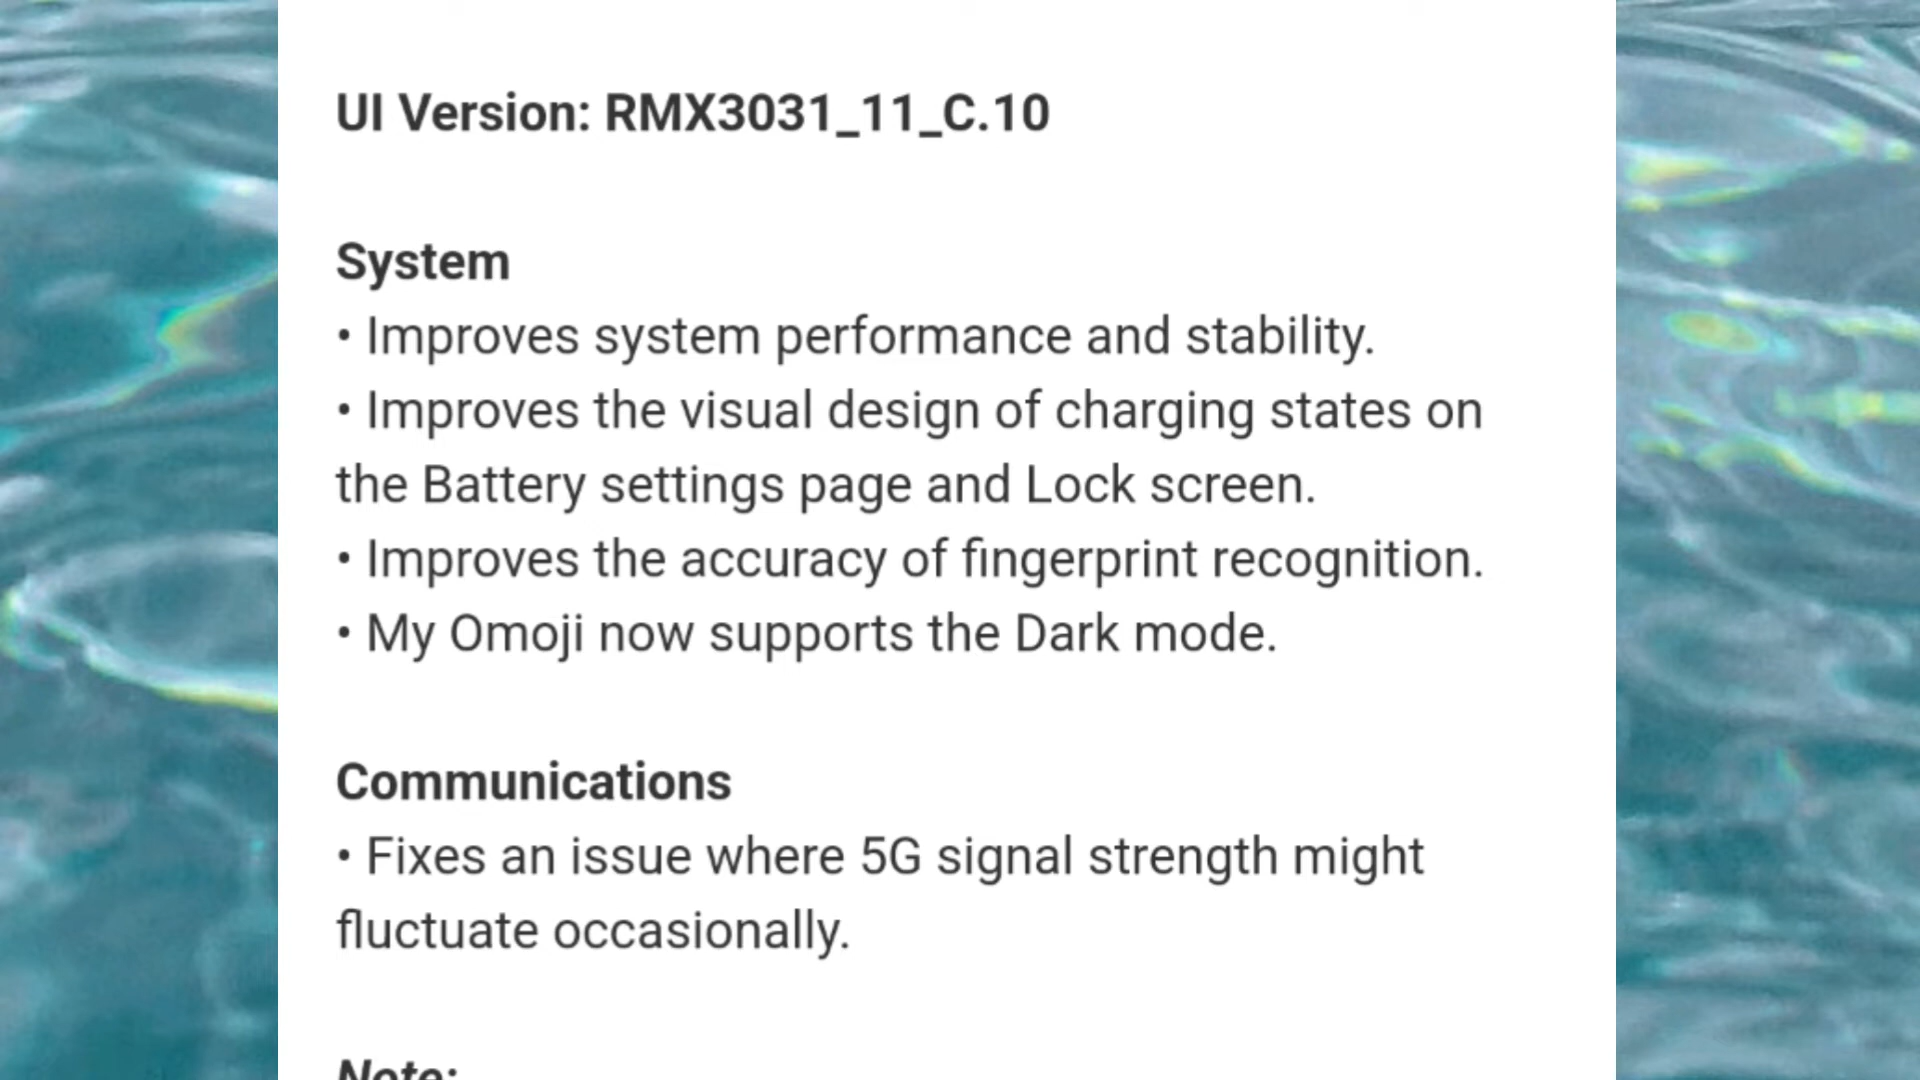 UI Version: RMX3031_11_C.10
System
• Improves system performance and stability.
• Improves the visual design of charging states on
the Battery settings page and Lock screen.
• Improves the accuracy of fingerprint recognition.
• My Omoji now supports the Dark mode.
Communications
• Fixes an issue where 5G signal strength might
fluctuate occasionally.
Note: